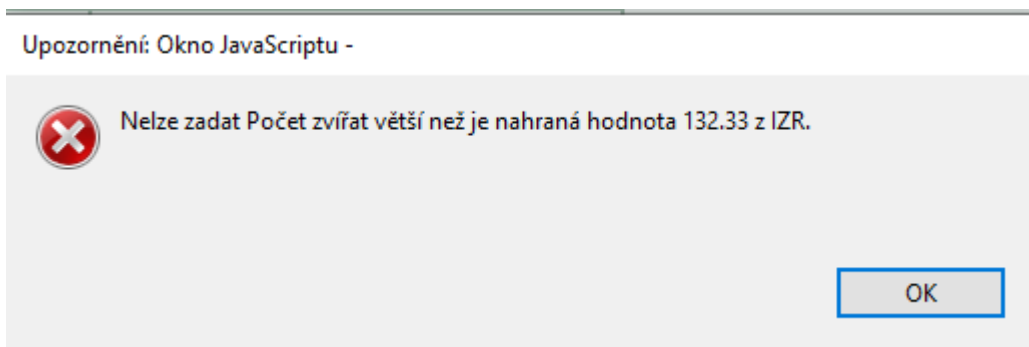 Upozornění: Okno JavaScriptu -
Nelze zadat Počet zvířat větší než je nahraná hodnota 132.33 z IZR.
OK